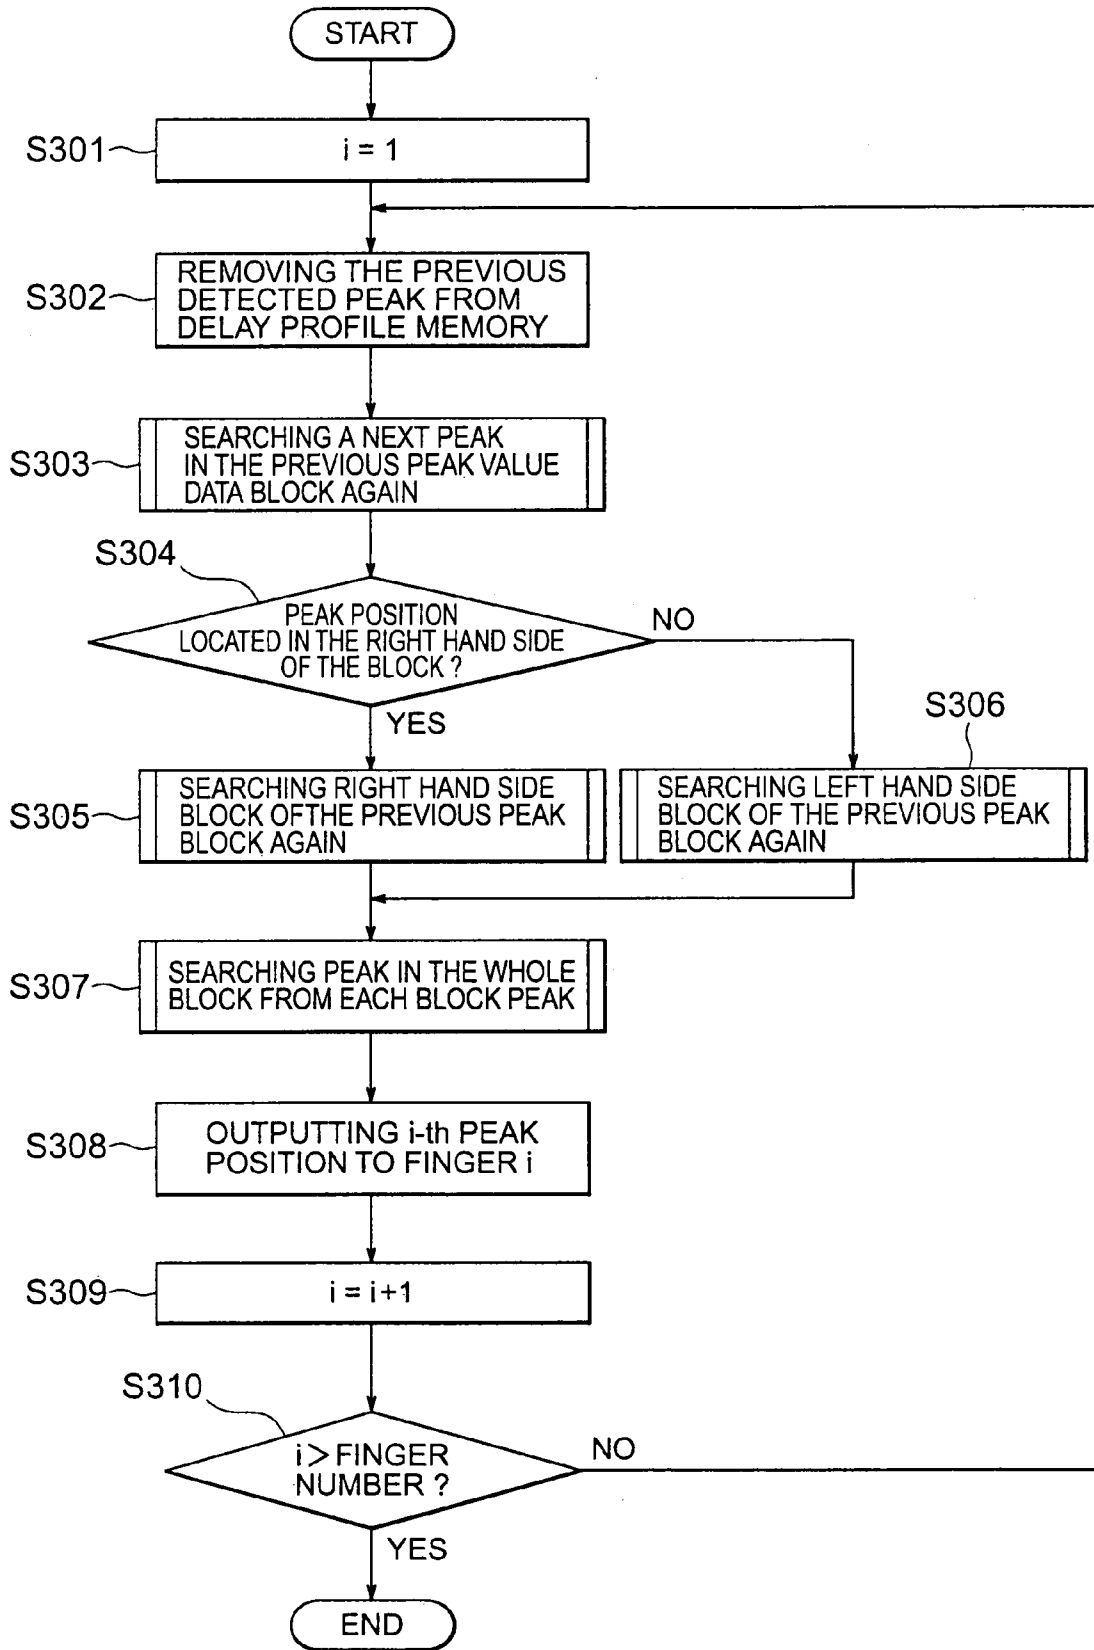 START
S301
i = 1
S302
REMOVING THE PREVIOUS
DETECTED PEAK FROM
DELAY PROFILE MEMORY
S303
SEARCHING A NEXT PEAK
IN THE PREVIOUS PEAK VALUE
DATA BLOCK AGAIN
S304
PEAK POSITION
LOCATED IN THE RIGHT HAND SIDE
OF THE BLOCK ?
NO
YES
S305
SEARCHING RIGHT HAND SIDE
BLOCK OFTHE PREVIOUS PEAK
BLOCK AGAIN
S306
SEARCHING LEFT HAND SIDE
BLOCK OF THE PREVIOUS PEAK
BLOCK AGAIN
S307
SEARCHING PEAK IN THE WHOLE
BLOCK FROM EACH BLOCK PEAK
S308
OUTPUTTING i-th PEAK
POSITION TO FINGER i
S309
i = i+1
S310
i > FINGER
NUMBER ?
NO
YES
END